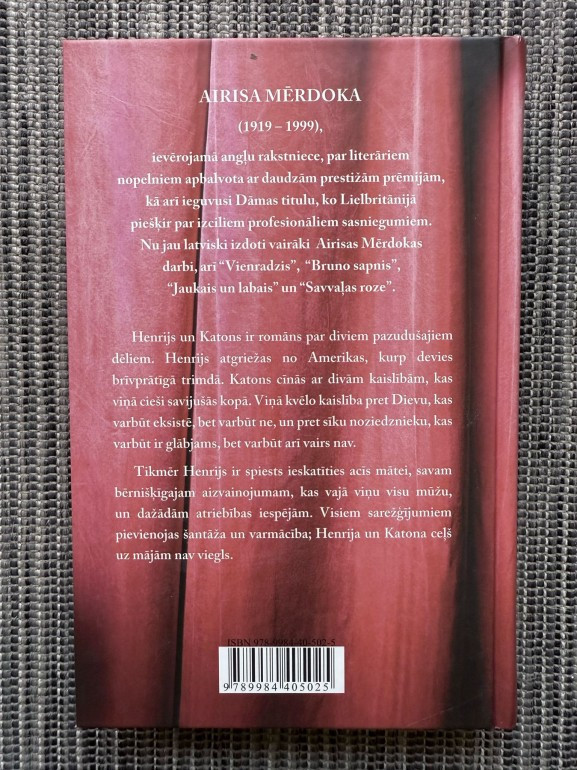 AIRISA MĒRDOKA
(1919 – 1999),
ievērojamā angļu rakstniece, par literāriem
nopelniem apbalvota ar daudzām prestižām prēmijām,
kā arī ieguvusi Dāmas titulu, ko Lielbritānijā
piešķir par izciliem profesionāliem sasniegumiem.
Nu jau latviski izdoti vairāki Airisas Mērdokas
darbi, arī “Vienradzis”, “Bruno sapnis”,
“Jaukais un labais” un “Savvaļas roze”.
Henrijs un Katons ir romāns par diviem pazudušajiem
dēliem. Henrijs atgriežas no Amerikas, kurp devies
brīvprātīgā trimdā. Katons cīnās ar divām kaislībām, kas
viņā cieši savijušās kopā. Viņā kvēlo kaislība pret Dievu, kas
varbūt eksistē, bet varbūt ne, un pret sīku noziedznieku, kas
varbūt ir glābjams, bet varbūt arī vairs nav.
Tikmēr Henrijs ir spiests ieskatīties acīs mātei, savam
bērnišķīgajam aizvainojumam, kas vajā viņu visu mūžu,
un dažādām atriebības iespējām. Visiem sarežģījumiem
pievienojas šantāža un varmācība; Henrija un Katona ceļš
uz mājām nav viegls.
ISBN 978-9984-40-502-5
9 789984 405025